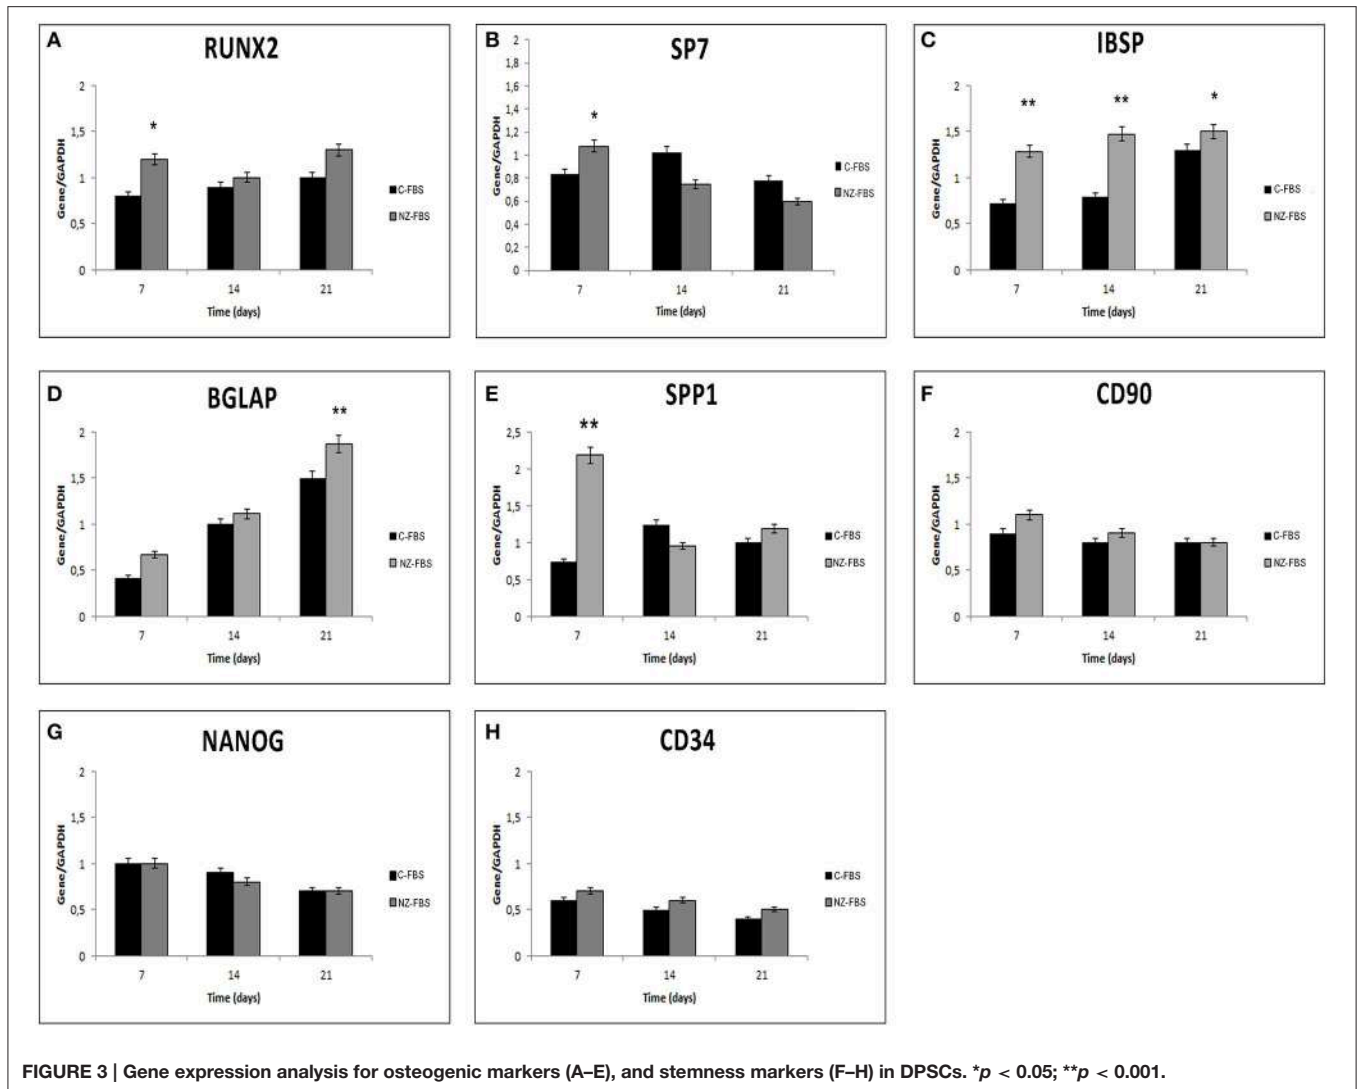 A
RUNX2
Gene/GAPDH
2
1,5
1
0,5
0
*
7 14 21
Time (days)
C-FBS
NZ-FBS
B
SP7
Gene/GAPDH
2
1,8
1,6
1,4
1,2
1
0,8
0,6
0,4
0,2
0
*
7 14 21
Time (days)
C-FBS
NZ-FBS
C
IBSP
Gene/GAPDH
2
1,5
1
0,5
0
** ** *
7 14 21
Time (days)
C-FBS
NZ-FBS
D
BGLAP
Gene/GAPDH
2
1,5
1
0,5
0
**
7 14 21
Time (days)
C-FBS
NZ-FBS
E
SPP1
Gene/GAPDH
2,5
2
1,5
1
0,5
0
**
7 14 21
Time (days)
C-FBS
NZ-FBS
F
CD90
Gene/GAPDH
2
1,5
1
0,5
0
7 14 21
Time (days)
C-FBS
NZ-FBS
G
NANOG
Gene/GAPDH
2
1,5
1
0,5
0
7 14 21
Time (days)
C-FBS
NZ-FBS
H
CD34
Gene/GAPDH
2
1,5
1
0,5
0
7 14 21
Time (days)
C-FBS
NZ-FBS
FIGURE 3 | Gene expression analysis for osteogenic markers (A–E), and stemness markers (F–H) in DPSCs. *p < 0.05; **p < 0.001.